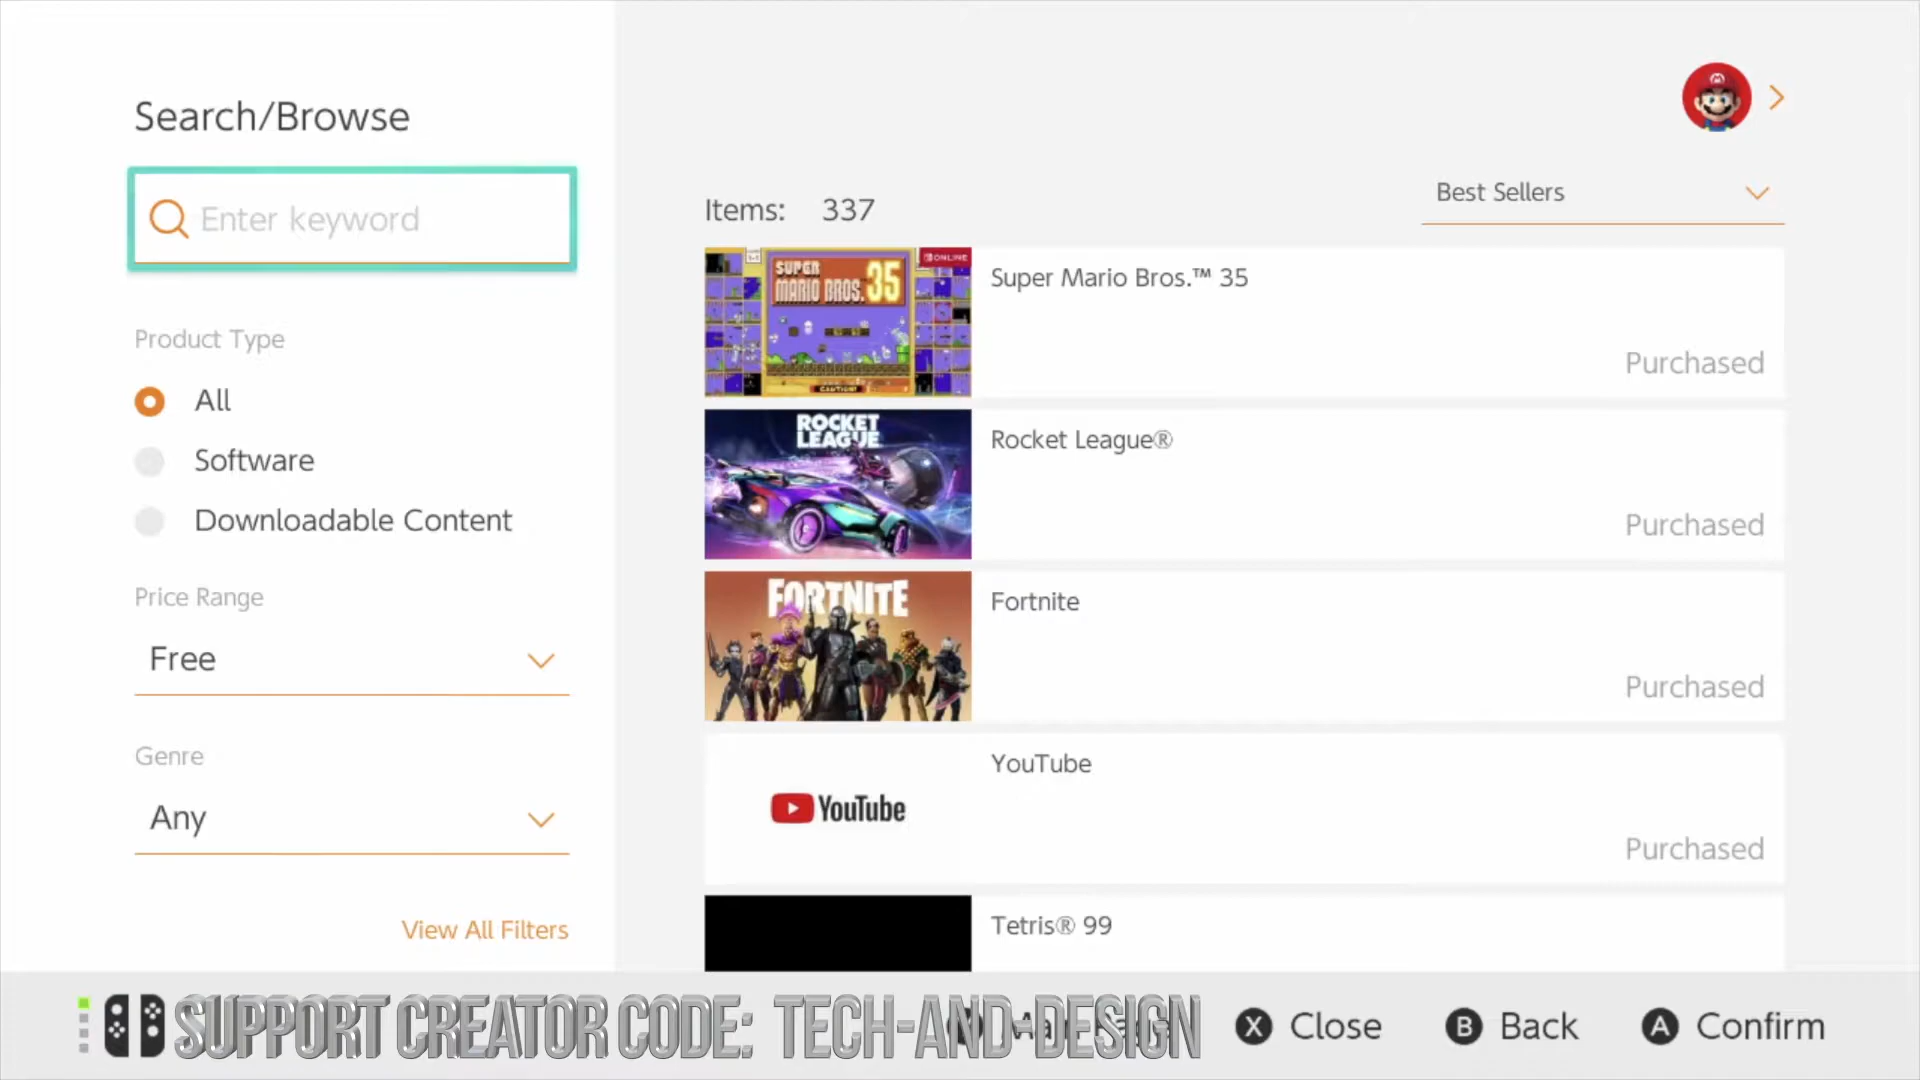 Search/Browse
Enter keyword
Product Type
All
Software
Downloadable Content
Price Range
Free
Genre
Any
View All Filters
Items: 337
Best Sellers
SUPER
MARIO BROS. 35
ONLINE
CAUTION!
Super Mario Bros.™ 35
Purchased
ROCKET
LEAGUE
Rocket League®
Purchased
FORTNITE
Fortnite
Purchased
YouTube
YouTube
Purchased
Tetris® 99
SUPPORT CREATOR CODE: TECH-AND-DESIGN
X Close
B Back
A Confirm